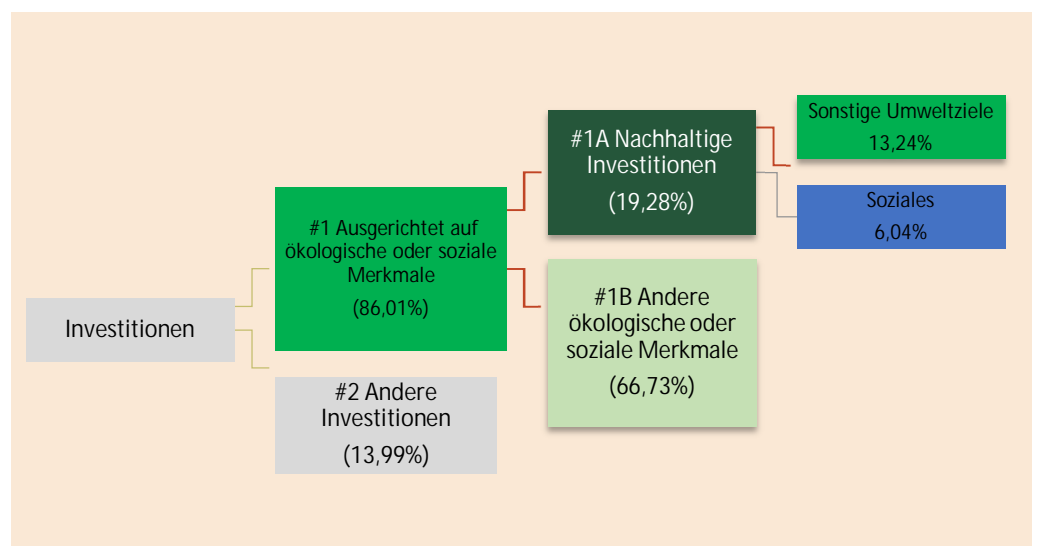 Investitionen
#1 Ausgerichtet auf
ökologische oder soziale
Merkmale
(86,01%)
#2 Andere
Investitionen
(13,99%)
#1A Nachhaltige
Investitionen
(19,28%)
#1B Andere
ökologische oder
soziale Merkmale
(66,73%)
Sonstige Umweltziele
13,24%
Soziales
6,04%